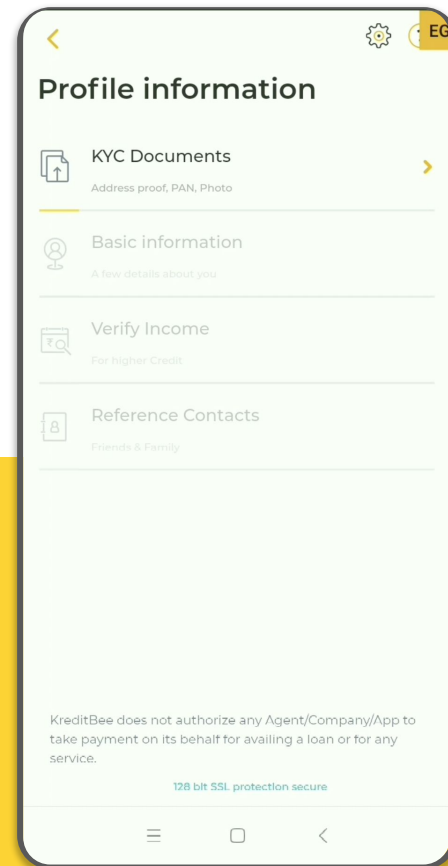 EG
Profile information
KYC Documents
Address proof, PAN, Photo
Basic information
A few details about you
Verify Income
For higher Credit
Reference Contacts
Friends & Family
KreditBee does not authorize any Agent/Company/App to
take payment on its behalf for availing a loan or for any
service.
128 bit SSL protection secure